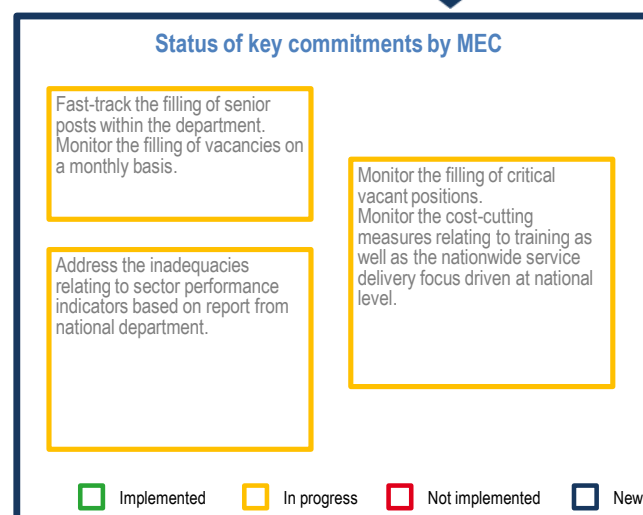 Status of key commitments by MEC
Fast-track the filling of senior
posts within the department.
Monitor the filling of vacancies on
a monthly basis.
Address the inadequacies
relating to sector performance
indicators based on report from
national department.
Monitor the filling of critical
vacant positions.
Monitor the cost-cutting
measures relating to training as
well as the nationwide service
delivery focus driven at national
level.
Implemented In progress Not implemented New